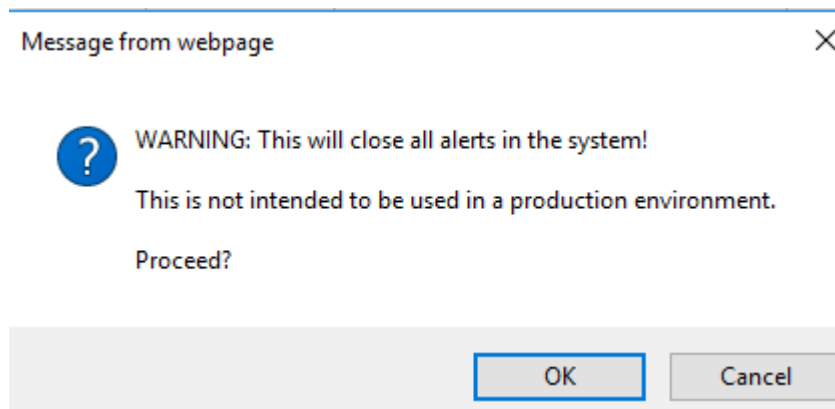 Message from webpage
WARNING: This will close all alerts in the system!
This is not intended to be used in a production environment.
Proceed?
OK
Cancel